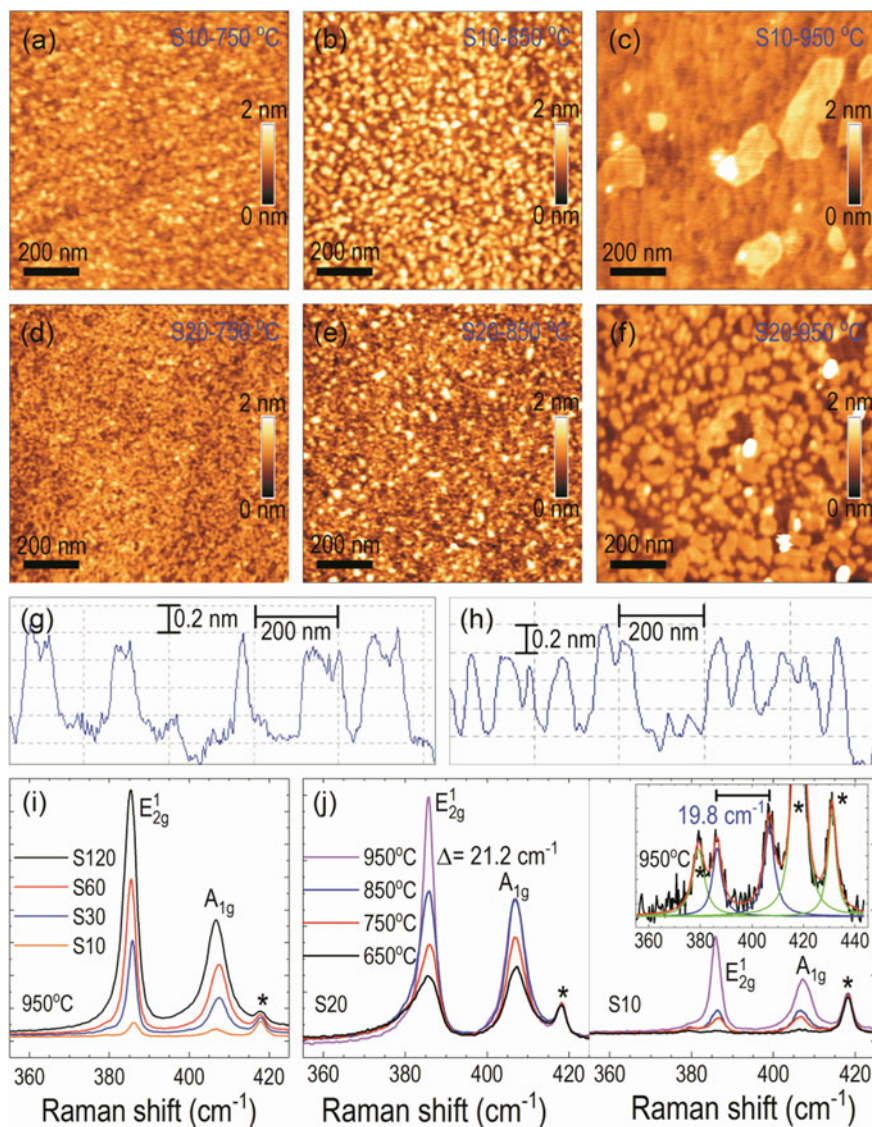 (a) S10-750 °C
2 nm
0 nm
200 nm
(b) S10-850 °C
2 nm
0 nm
200 nm
(c) S10-950 °C
2 nm
0 nm
200 nm
(d) S20-750 °C
2 nm
0 nm
200 nm
(e) S20-850 °C
2 nm
0 nm
200 nm
(f) S20-950 °C
2 nm
0 nm
200 nm
(g) 0.2 nm 200 nm
(h) 0.2 nm 200 nm
(i)
E¹₂g
S120
S60
S30
S10
A₁g
950°C
*
360 380 400 420
Raman shift (cm⁻¹)
(j)
E¹₂g
Δ= 21.2 cm⁻¹
950°C
850°C
750°C
650°C
A₁g
*
S20
360 380 400 420
Raman shift (cm⁻¹)
19.8 cm⁻¹
* *
950°C
*
360 380 400 420 440
E¹₂g A₁g
*
S10
360 380 400 420
Raman shift (cm⁻¹)